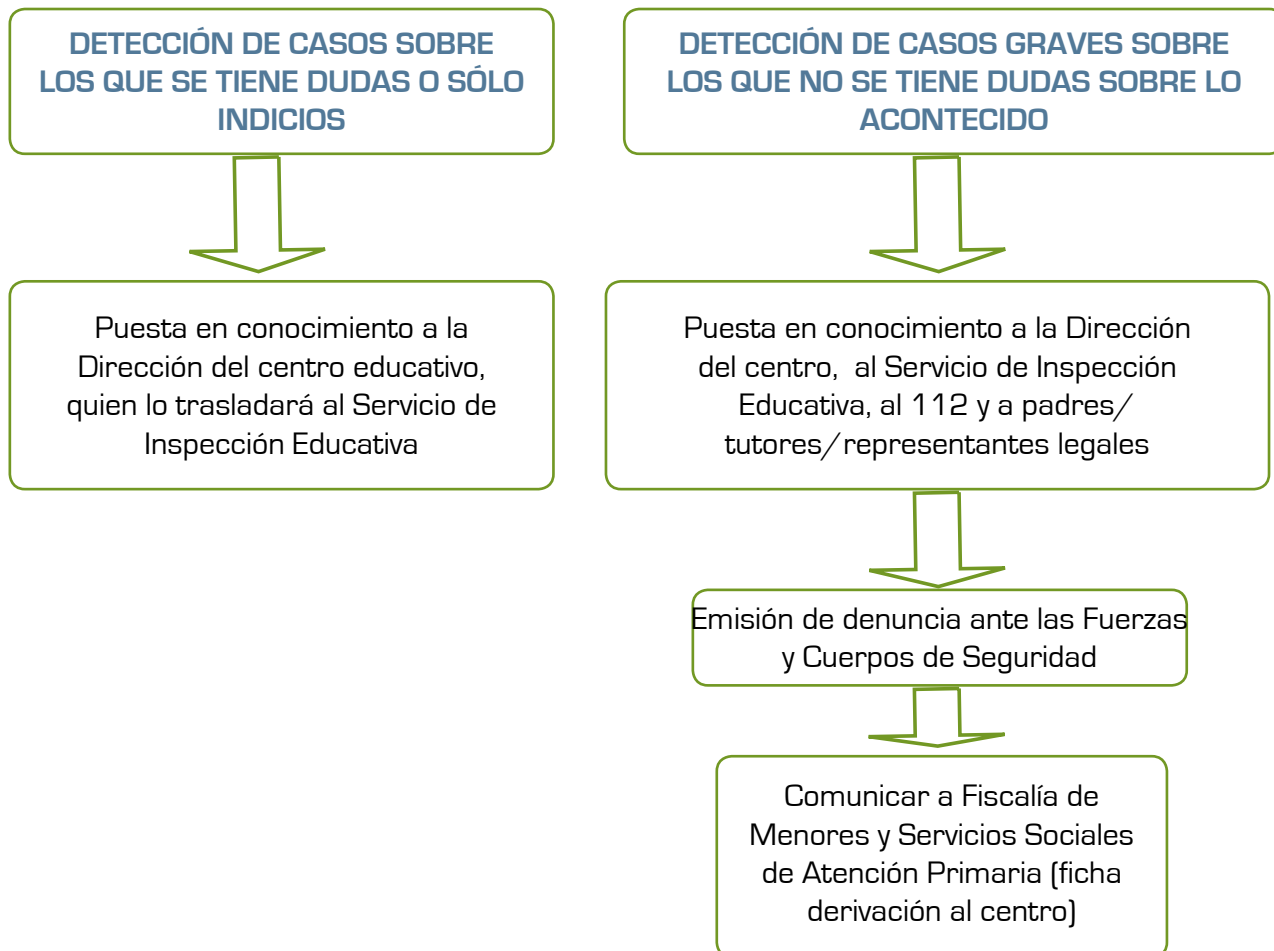 DETECCIÓN DE CASOS SOBRE
LOS QUE SE TIENE DUDAS O SÓLO
INDICIOS
Puesta en conocimiento a la
Dirección del centro educativo,
quien lo trasladará al Servicio de
Inspección Educativa
DETECCIÓN DE CASOS GRAVES SOBRE
LOS QUE NO SE TIENE DUDAS SOBRE LO
ACONTECIDO
Puesta en conocimiento a la Dirección
del centro, al Servicio de Inspección
Educativa, al 112 y a padres/
tutores/representantes legales
Emisión de denuncia ante las Fuerzas
y Cuerpos de Seguridad
Comunicar a Fiscalía de
Menores y Servicios Sociales
de Atención Primaria (ficha
derivación al centro)